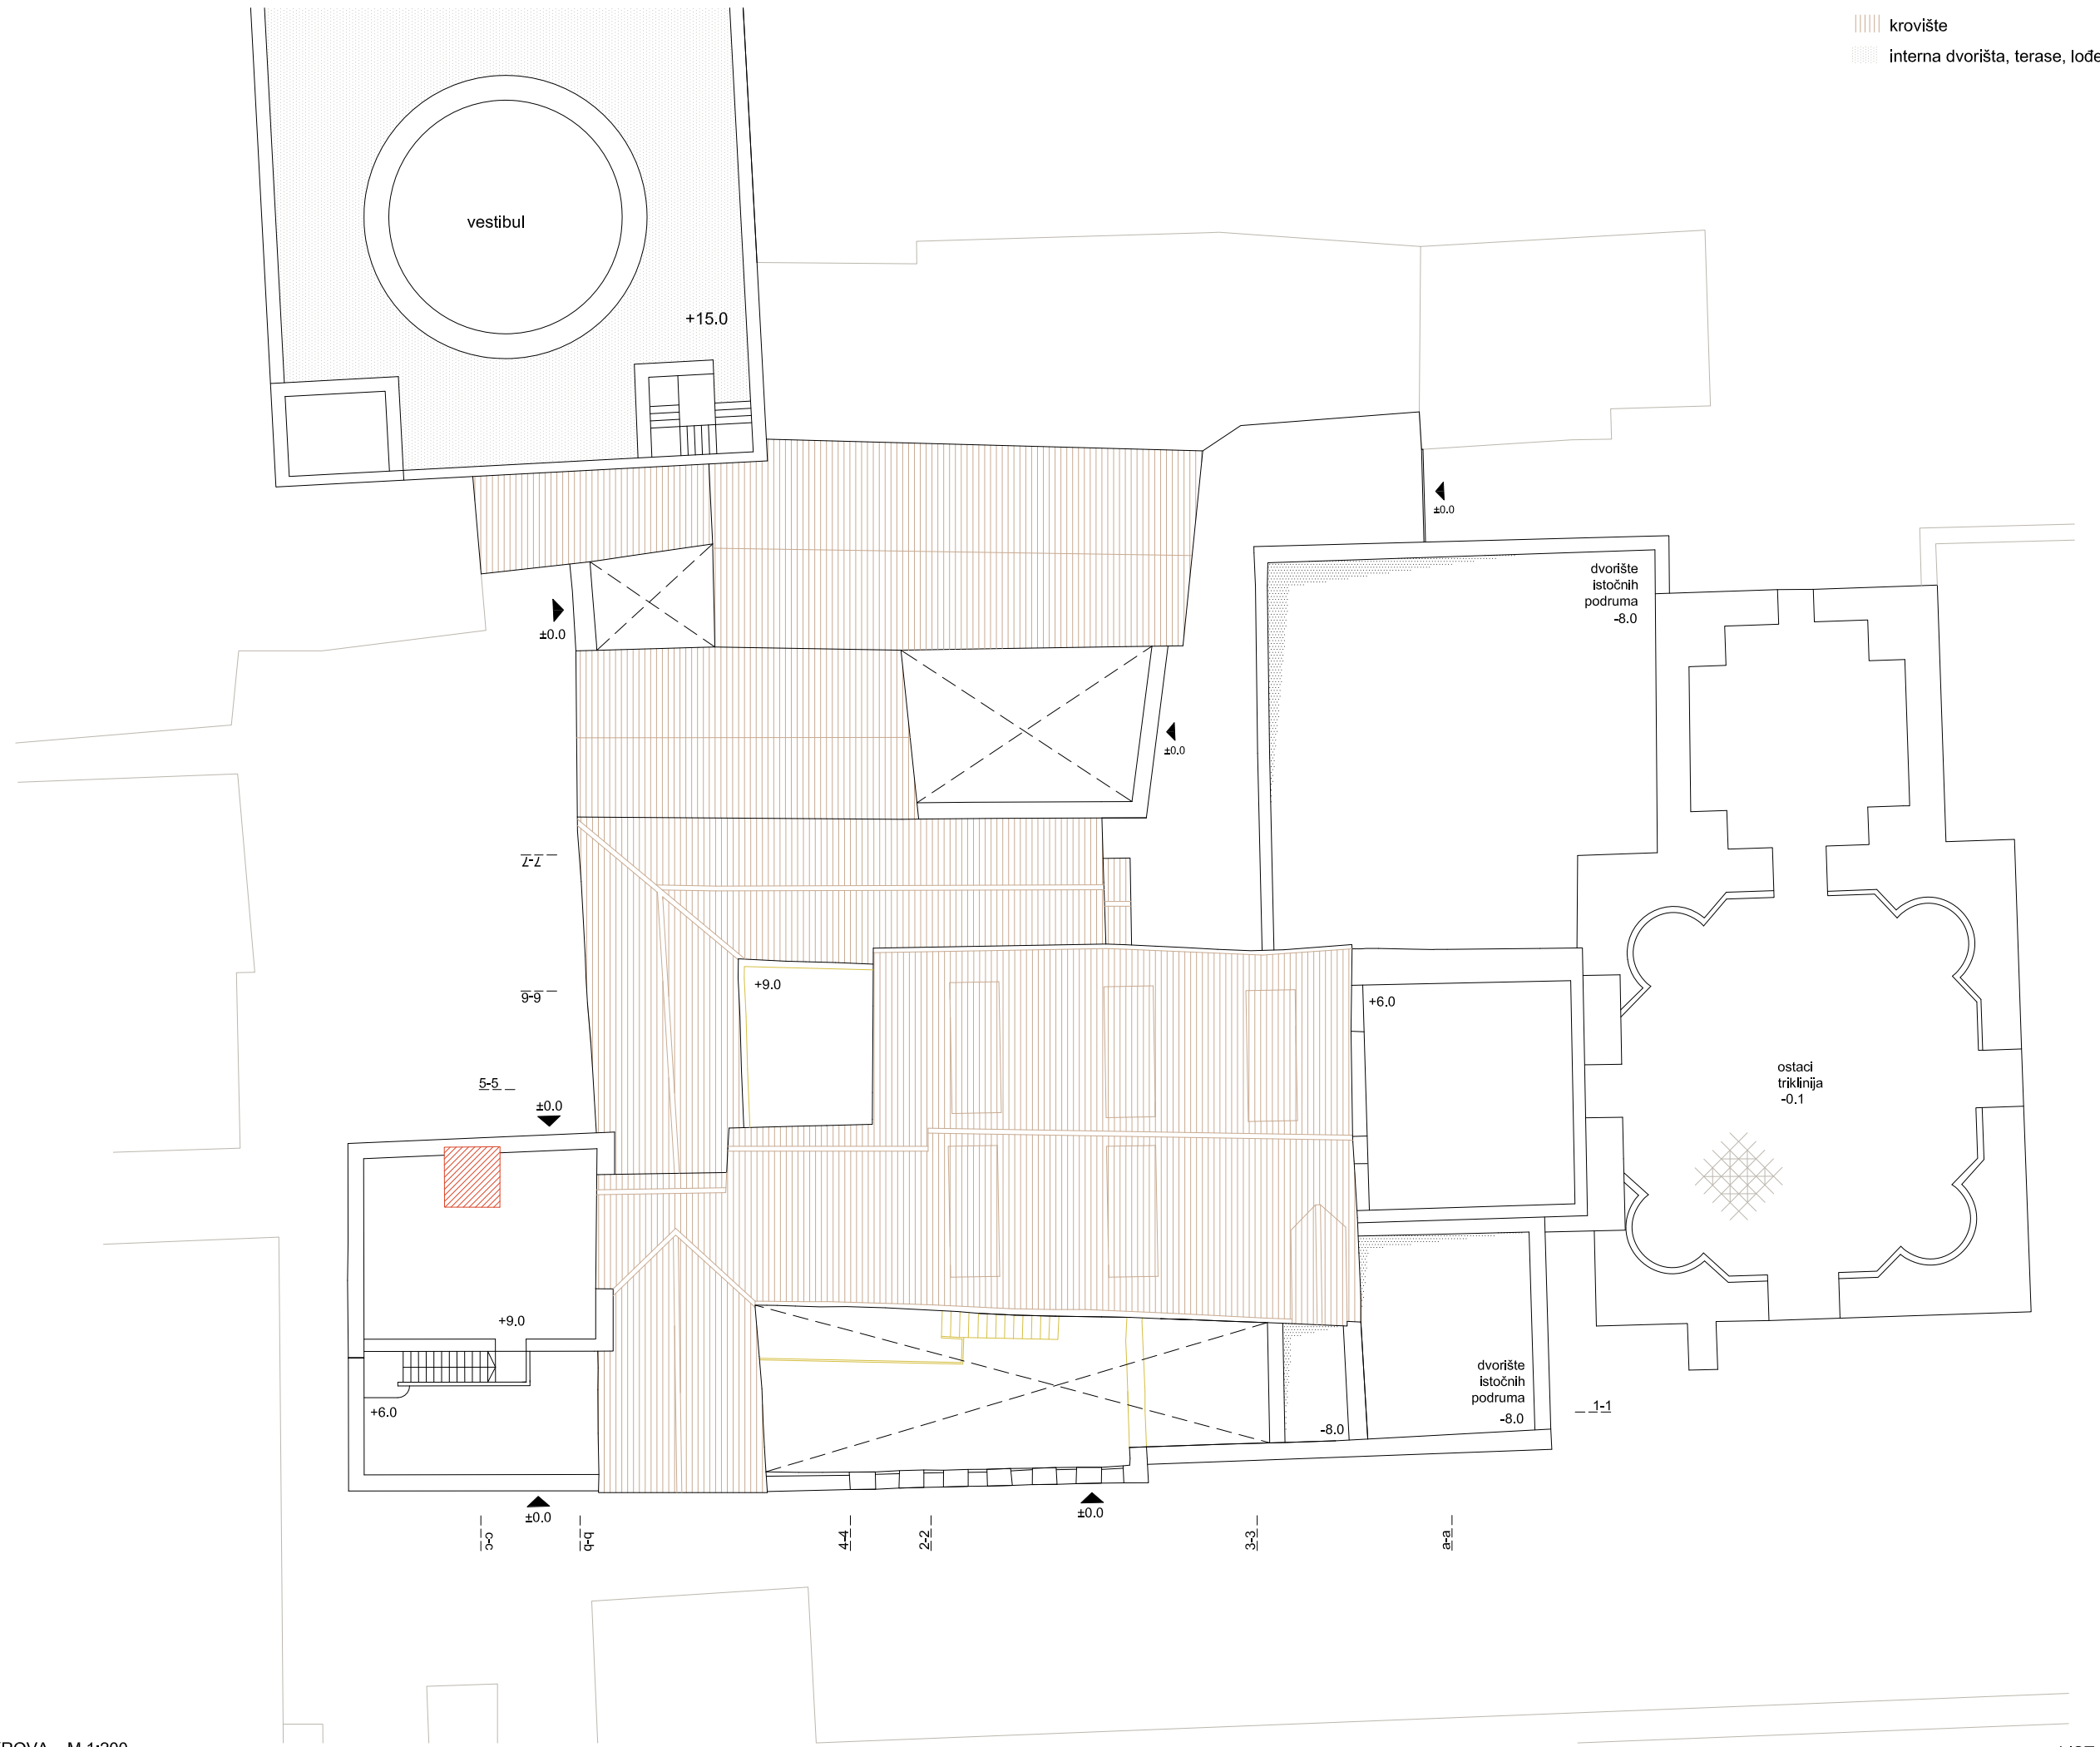 krovište
interna dvorišta, terase, lođe
vestibul
+15.0
±0.0
dvorište
istočnih
podruma
-8.0
±0.0
±0.0
7-7
+9.0
6-6
+6.0
5-5
±0.0
ostaci
triklinija
-0.1
+9.0
dvorište
istočnih
podruma
-8.0
+6.0
-8.0
1-1
±0.0
±0.0
c-c
b-b
4-4
2-2
3-3
a-a
M 1:200